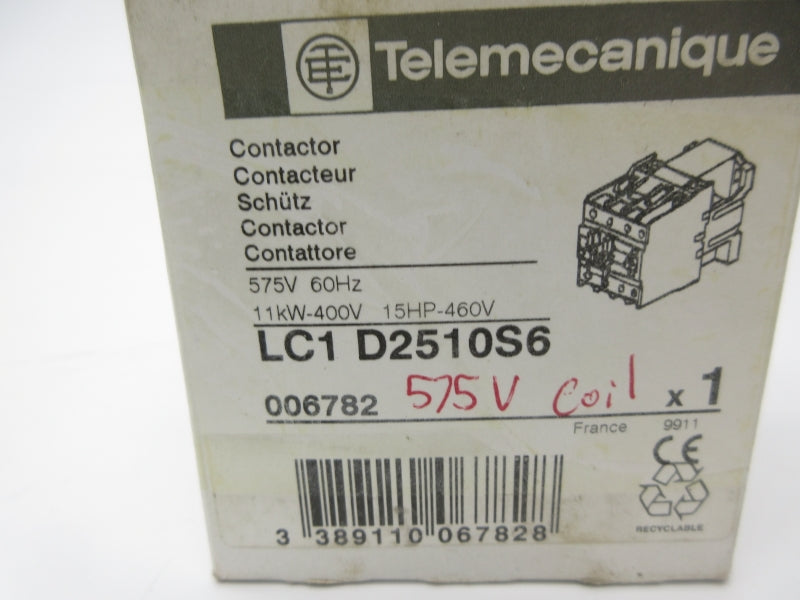 TE Telemecanique
Contactor
Contacteur
Schütz
Contactor
Contattore
575V 60Hz
11kW-400V 15HP-460V
LC1 D2510S6
006782 575V Coil x 1
France 9911
CE
RECYCLABLE
3 389110 067828